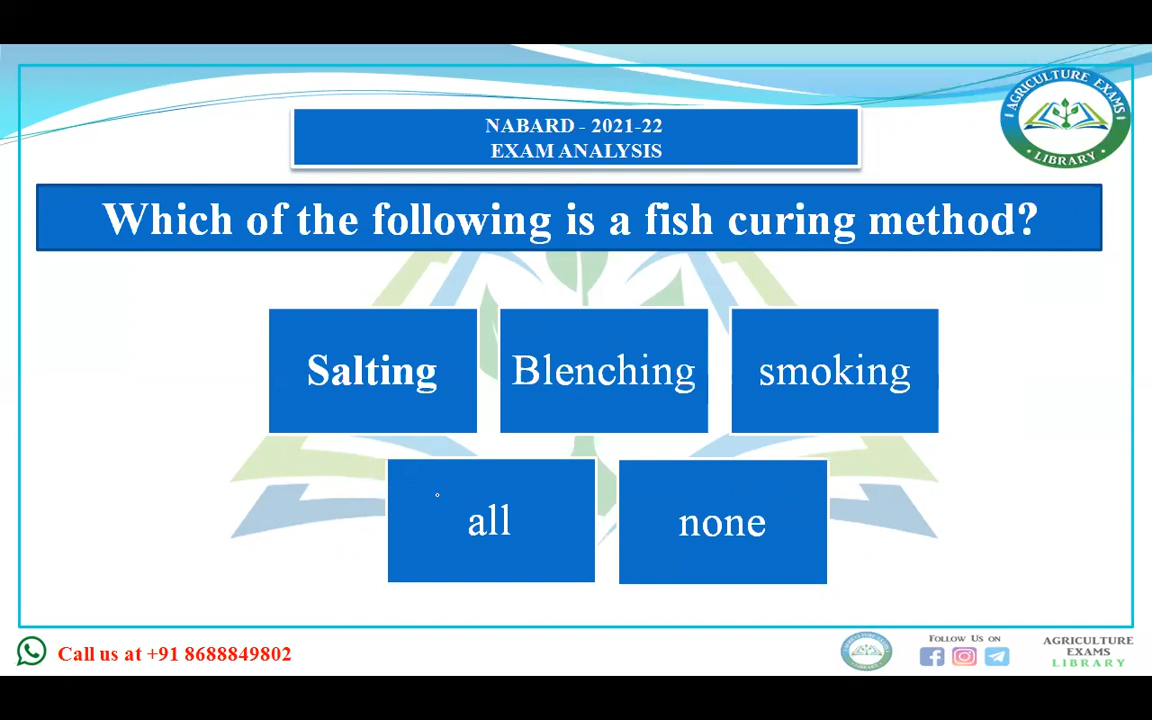 NABARD - 2021-22
EXAM ANALYSIS
AGRICULTURE EXAMS
LIBRARY
Which of the following is a fish curing method?
Salting
Blenching
smoking
all
none
Call us at +91 8688849802
FOLLOW US ON
AGRICULTURE
EXAMS
LIBRARY